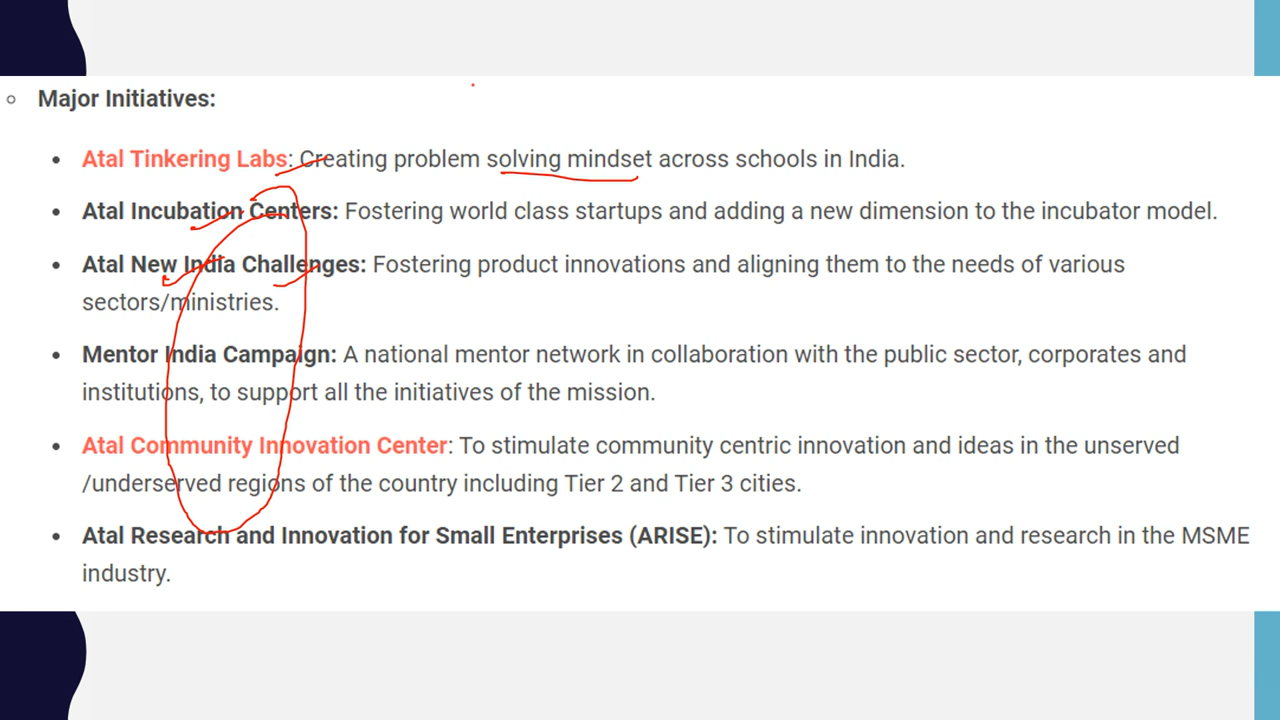 Major Initiatives:
Atal Tinkering Labs: Creating problem solving mindset across schools in India.
Atal Incubation Centers: Fostering world class startups and adding a new dimension to the incubator model.
Atal New India Challenges: Fostering product innovations and aligning them to the needs of various
sectors/ministries.
Mentor India Campaign: A national mentor network in collaboration with the public sector, corporates and
institutions, to support all the initiatives of the mission.
Atal Community Innovation Center: To stimulate community centric innovation and ideas in the unserved
/underserved regions of the country including Tier 2 and Tier 3 cities.
Atal Research and Innovation for Small Enterprises (ARISE): To stimulate innovation and research in the MSME
industry.